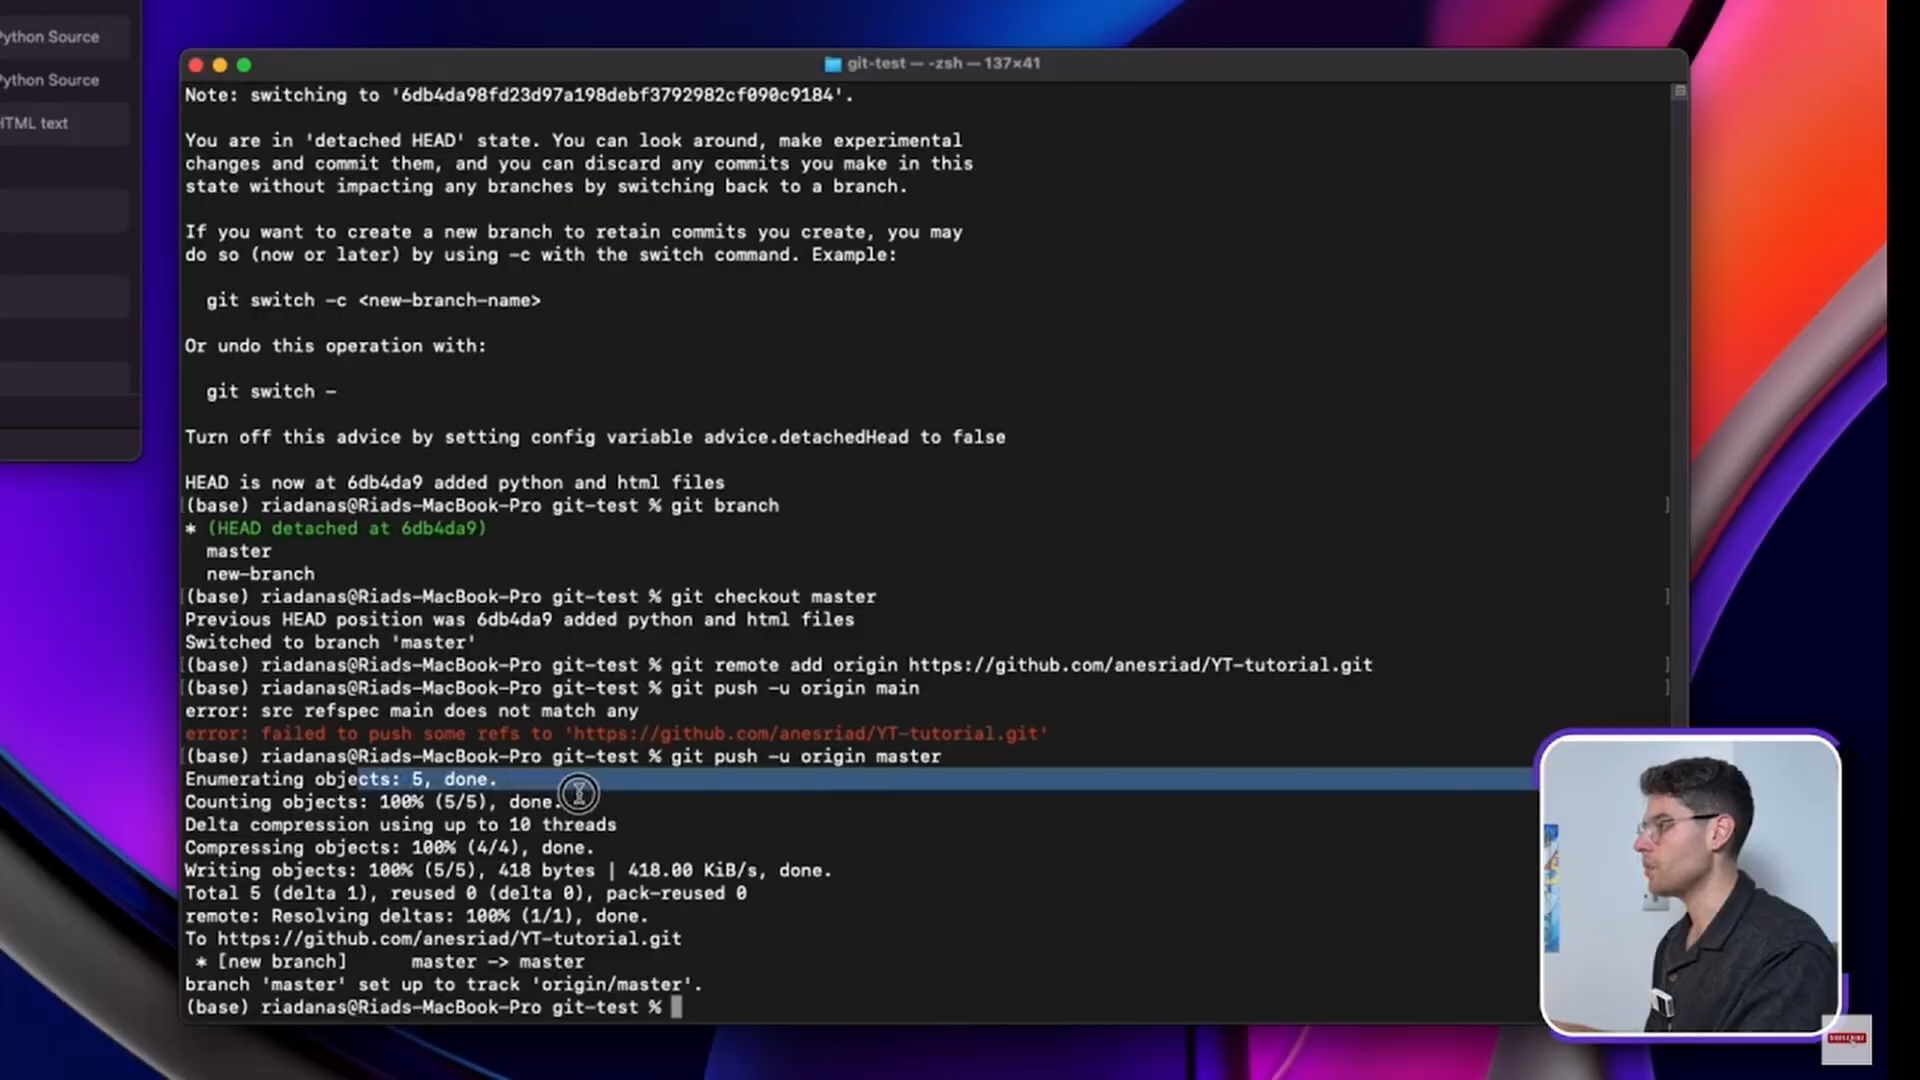 Python Source
Python Source
HTML text
git-test — -zsh — 137×41
Note: switching to '6db4da98fd23d97a198debf3792982cf090c9184'.
You are in 'detached HEAD' state. You can look around, make experimental
changes and commit them, and you can discard any commits you make in this
state without impacting any branches by switching back to a branch.
If you want to create a new branch to retain commits you create, you may
do so (now or later) by using -c with the switch command. Example:
git switch -c <new-branch-name>
Or undo this operation with:
git switch -
Turn off this advice by setting config variable advice.detachedHead to false
HEAD is now at 6db4da9 added python and html files
[(base) riadanas@Riads-MacBook-Pro git-test % git branch ]
* (HEAD detached at 6db4da9)
master
new-branch
[(base) riadanas@Riads-MacBook-Pro git-test % git checkout master ]
Previous HEAD position was 6db4da9 added python and html files
Switched to branch 'master'
[(base) riadanas@Riads-MacBook-Pro git-test % git remote add origin https://github.com/anesriad/YT-tutorial.git ]
[(base) riadanas@Riads-MacBook-Pro git-test % git push -u origin main ]
error: src refspec main does not match any
error: failed to push some refs to 'https://github.com/anesriad/YT-tutorial.git'
(base) riadanas@Riads-MacBook-Pro git-test % git push -u origin master
Enumerating objects: 5, done.
Counting objects: 100% (5/5), done.
Delta compression using up to 10 threads
Compressing objects: 100% (4/4), done.
Writing objects: 100% (5/5), 418 bytes | 418.00 KiB/s, done.
Total 5 (delta 1), reused 0 (delta 0), pack-reused 0
remote: Resolving deltas: 100% (1/1), done.
To https://github.com/anesriad/YT-tutorial.git
* [new branch] master -> master
branch 'master' set up to track 'origin/master'.
(base) riadanas@Riads-MacBook-Pro git-test %
SUBSCRIBE